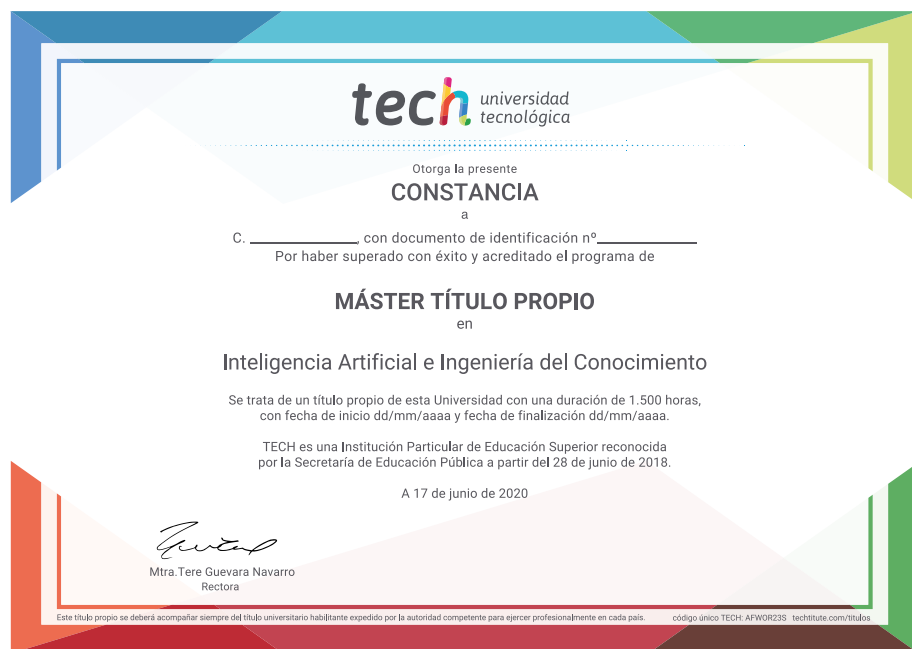 tech universidad
tecnológica
Otorga la presente
CONSTANCIA
a
C. ____________, con documento de identificación nº____________
Por haber superado con éxito y acreditado el programa de
MÁSTER TÍTULO PROPIO
en
Inteligencia Artificial e Ingeniería del Conocimiento
Se trata de un título propio de esta Universidad con una duración de 1.500 horas,
con fecha de inicio dd/mm/aaaa y fecha de finalización dd/mm/aaaa.
TECH es una Institución Particular de Educación Superior reconocida
por la Secretaría de Educación Pública a partir del 28 de junio de 2018.
A 17 de junio de 2020
Mtra.Tere Guevara Navarro
Rectora
Este título propio se deberá acompañar siempre del título universitario habilitante expedido por la autoridad competente para ejercer profesionalmente en cada país. código único TECH: AFWOR23S techtitute.com/titulos